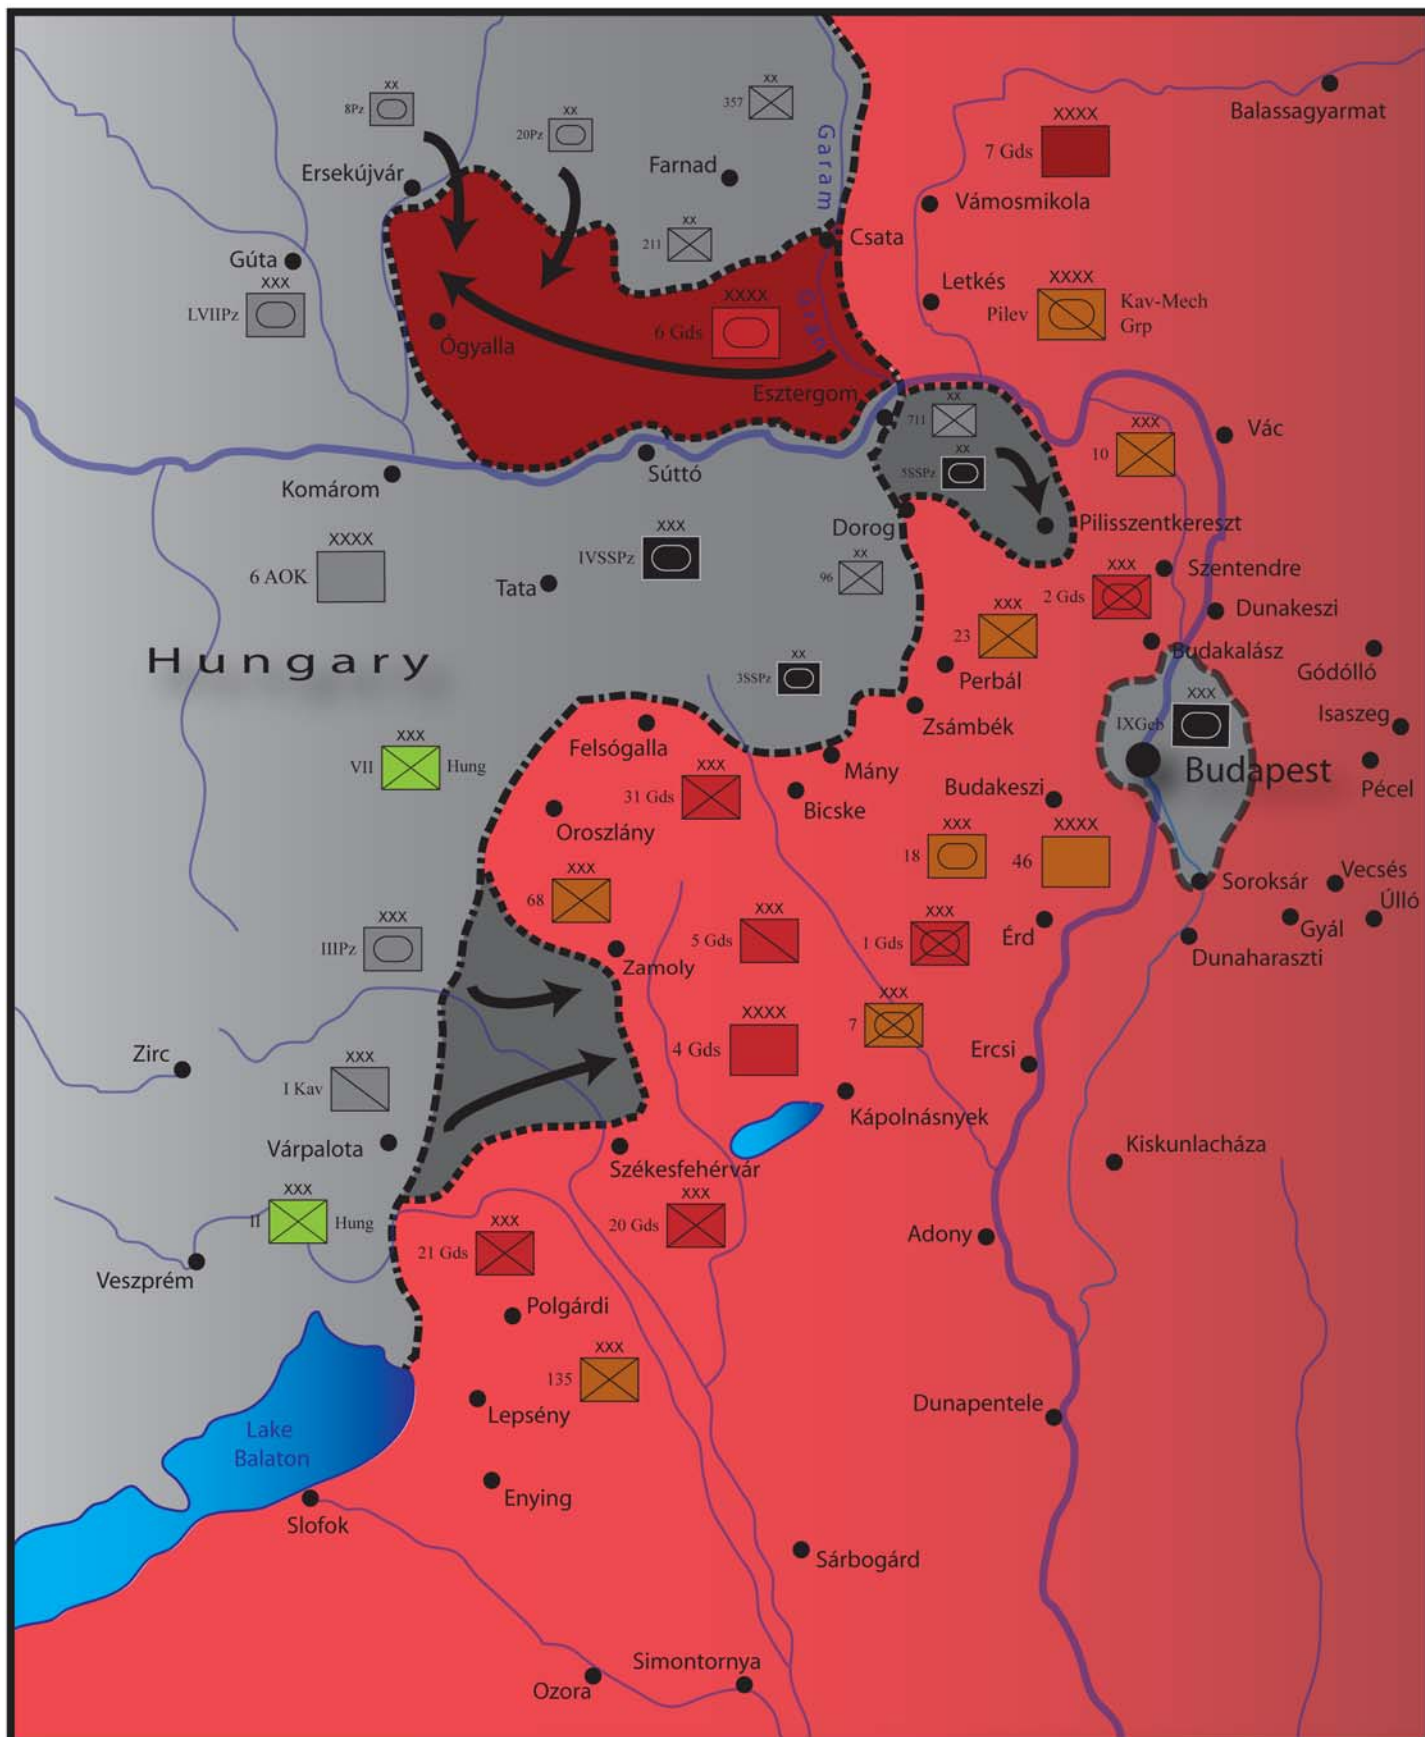 XX
8Pz
XX
20Pz
XX
357
Garam
Balassagyarmat
XXXX
7 Gds
Ersekújvár
Farnad
Vámosmikola
XX
211
Csata
Gúta
XXX
LVIIPz
Letkés
XXXX
Pilev
Kav-Mech
Grp
XXXX
6 Gds
Gran
Ögyalla
Esztergom
XX
711
XX
5SSPz
XXX
10
Vác
Komárom
Súttó
Dorog
Pilisszentkereszt
XXXX
6 AOK
XXX
IVSSPz
Tata
XX
96
XXX
2 Gds
Szentendre
Dunakeszi
XXX
23
Budakalász
Gódólló
Hungary
XX
3SSPz
Perbál
Zsámbék
XXX
IXGeb
Isaszeg
Felsógalla
Mány
Budapest
XXX
VII
Hung
XXX
31 Gds
Bicske
Budakeszi
Pécel
Oroszlány
XXX
18
XXXX
46
XXX
68
Soroksár
Vecsés
Úlló
Gyál
XXX
IIIPz
XXX
5 Gds
XXX
1 Gds
Érd
Dunaharaszti
Zamoly
XXX
7
XXXX
4 Gds
Zirc
Ercsi
XXX
I Kav
Kápolnásnyek
Várpalota
Székesfehérvár
Kiskunlacháza
XXX
II
Hung
XXX
20 Gds
XXX
21 Gds
Adony
Veszprém
Polgárdi
XXX
135
Lepsény
Dunapentele
Lake
Balaton
Enying
Slofok
Sárbogárd
Simontornya
Ozora